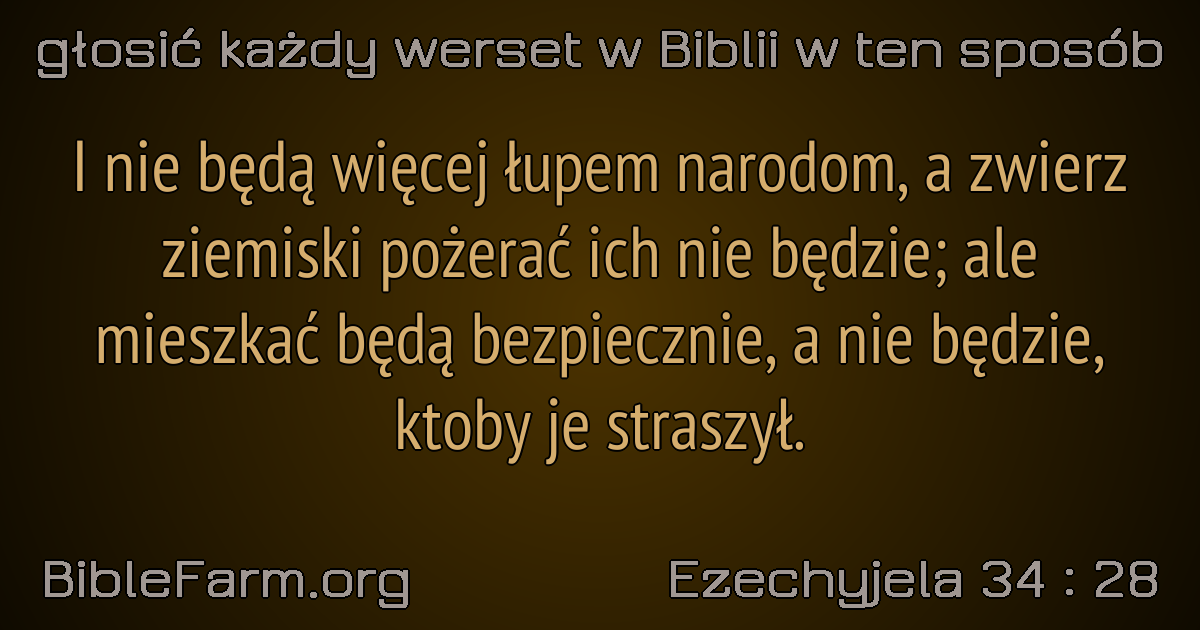 głosić każdy werset w Biblii w ten sposób
I nie będą więcej łupem narodom, a zwierz
ziemiski pożerać ich nie będzie; ale
mieszkać będą bezpiecznie, a nie będzie,
ktoby je straszył.
BibleFarm.org
Ezechyjela 34 : 28